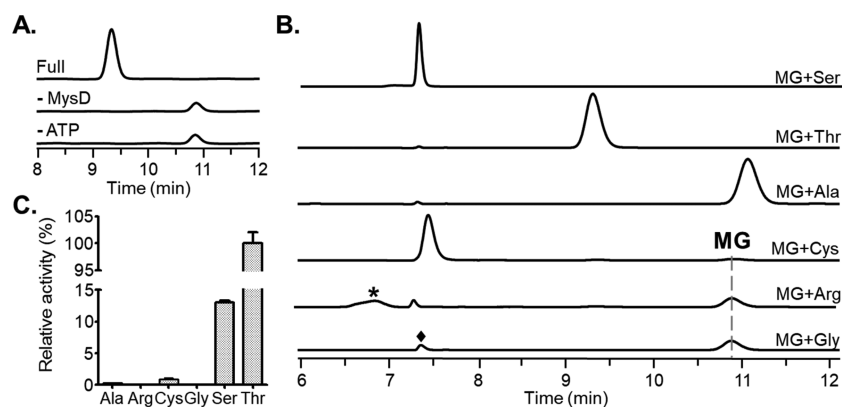 A.
Full
- MysD
- ATP
8 9 10 11 12
Time (min)
B.
MG+Ser
MG+Thr
MG+Ala
MG+Cys
MG
*
MG+Arg
♦
MG+Gly
6 7 8 9 10 11 12
Time (min)
C.
Relative activity (%)
105
100
95
15
10
5
0
Ala Arg Cys Gly Ser Thr